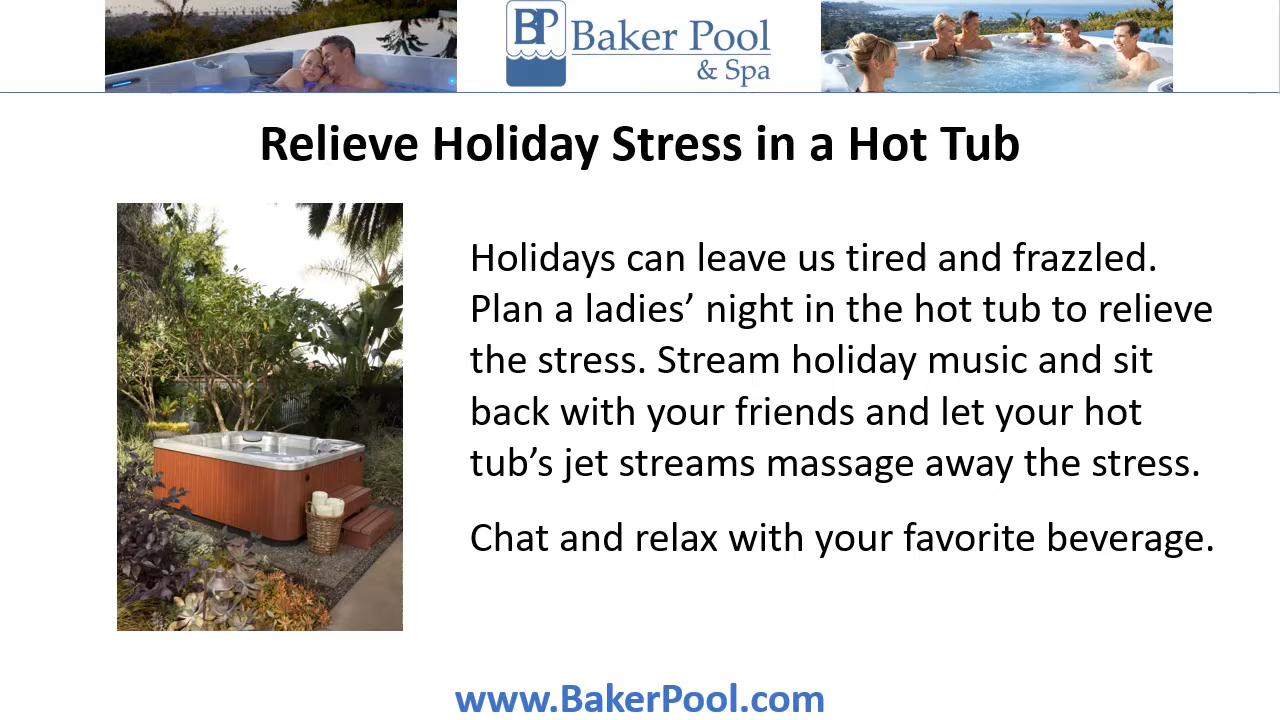 BP Baker Pool
& Spa
Relieve Holiday Stress in a Hot Tub
Holidays can leave us tired and frazzled.
Plan a ladies’ night in the hot tub to relieve
the stress. Stream holiday music and sit
back with your friends and let your hot
tub’s jet streams massage away the stress.
Chat and relax with your favorite beverage.
www.BakerPool.com